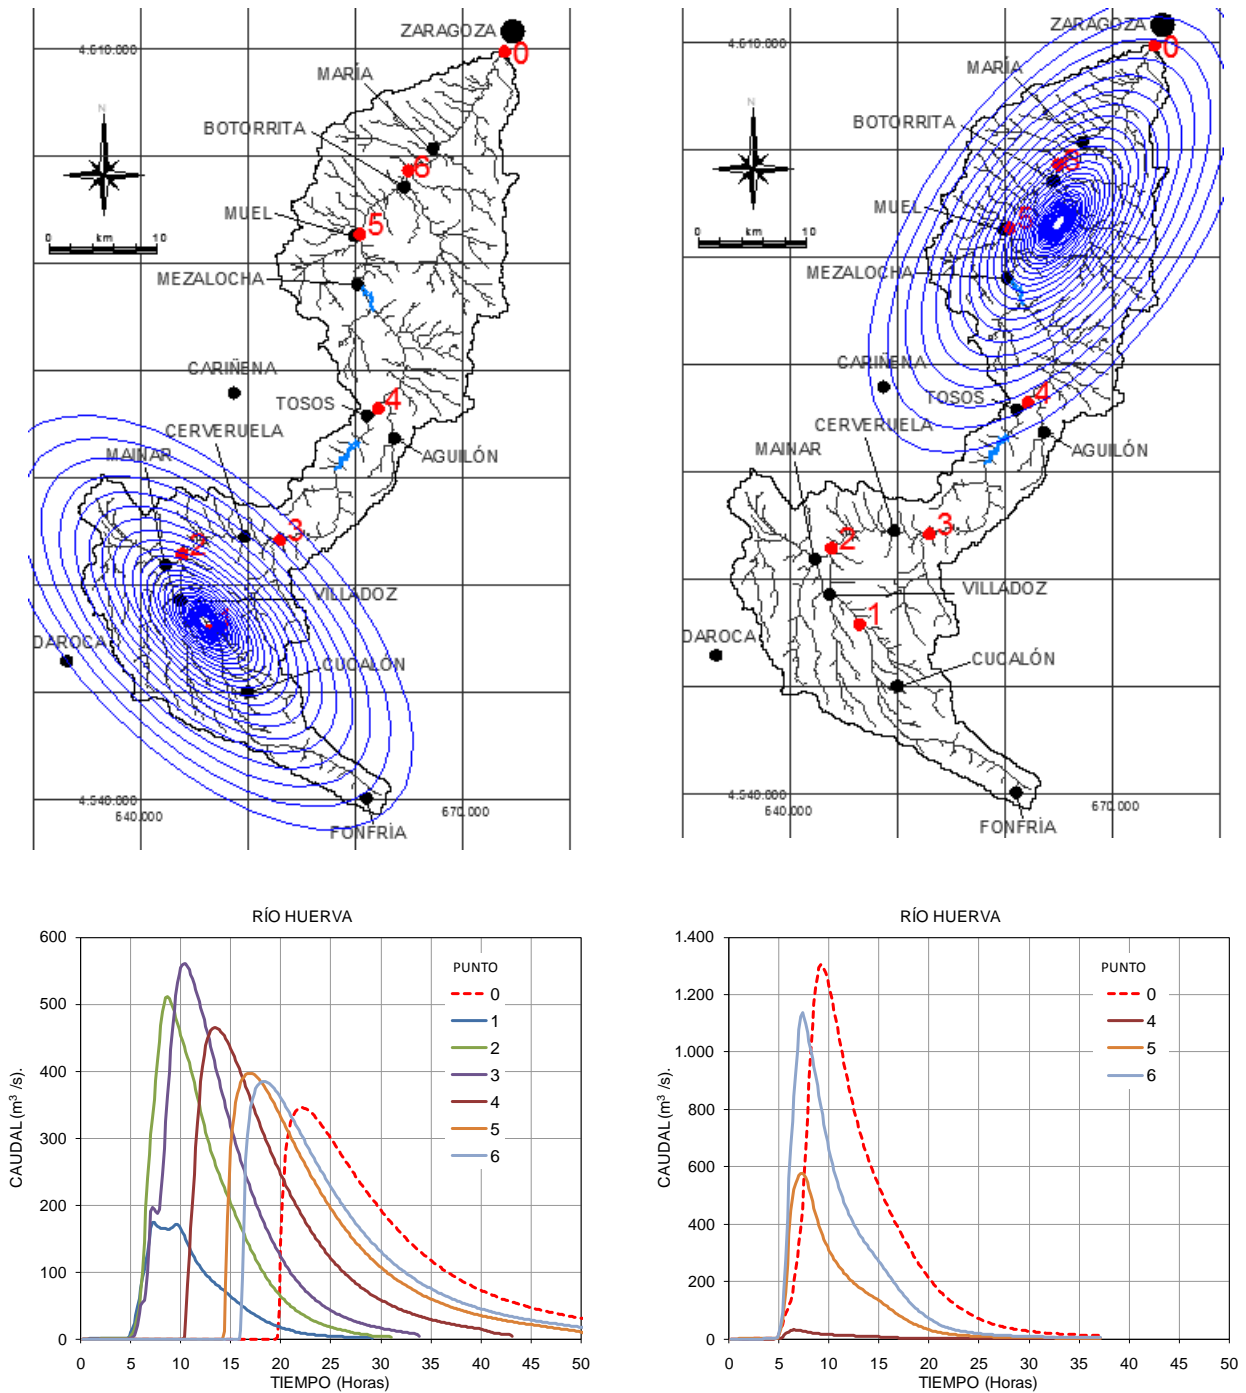 ZARAGOZA
4.610.000
0
MARÍA
N
BOTORRITA
6
MUEL
5
0 km 10
MEZALOCHA
CARIÑENA
TOSOS
4
CERVERUELA
AGUILÓN
MAINAR
3
2
VILLADOZ
1
DAROCA
CUCALÓN
4.540.000
640.000
670.000
FONFRÍA
ZARAGOZA
4.610.000
0
MARÍA
N
BOTORRITA
6
MUEL
5
0 km 10
MEZALOCHA
CARIÑENA
TOSOS
4
CERVERUELA
AGUILÓN
MAINAR
3
2
VILLADOZ
1
DAROCA
CUCALÓN
4.540.000
640.000
670.000
FONFRÍA
RÍO HUERVA
600
500
400
300
200
100
0
CAUDAL (m³ /s).
PUNTO
0
1
2
3
4
5
6
0 5 10 15 20 25 30 35 40 45 50
TIEMPO (Horas)
RÍO HUERVA
1.400
1.200
1.000
800
600
400
200
0
CAUDAL (m³ /s).
PUNTO
0
4
5
6
0 5 10 15 20 25 30 35 40 45 50
TIEMPO (Horas)